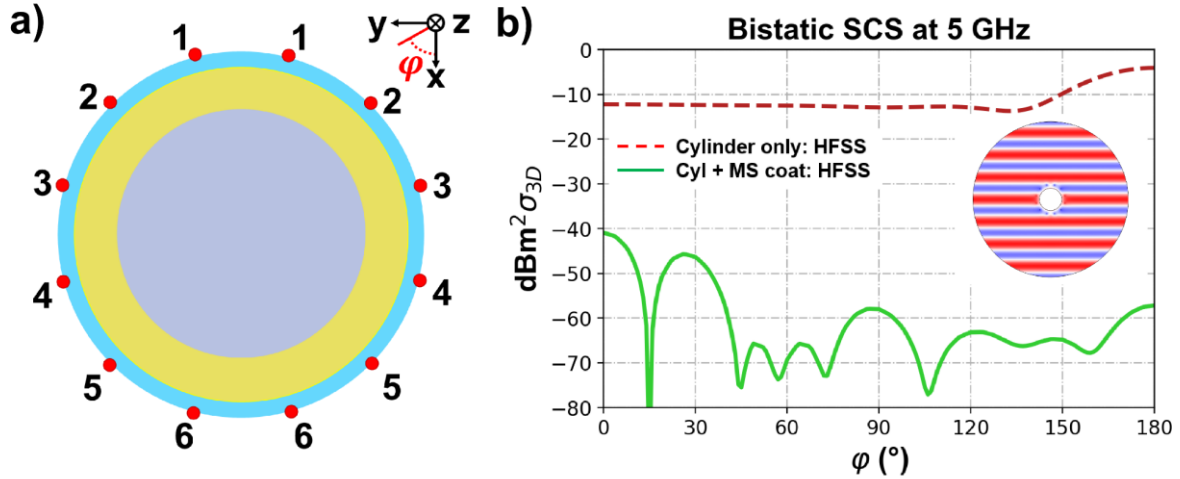 a)
1 1
2 2
3 3
4 4
5 5
6 6
y z
x
φ
b)
Bistatic SCS at 5 GHz
dBm² σ3D
0
−10
−20
−30
−40
−50
−60
−70
−80
Cylinder only: HFSS
Cyl + MS coat: HFSS
0 30 60 90 120 150 180
φ (°)